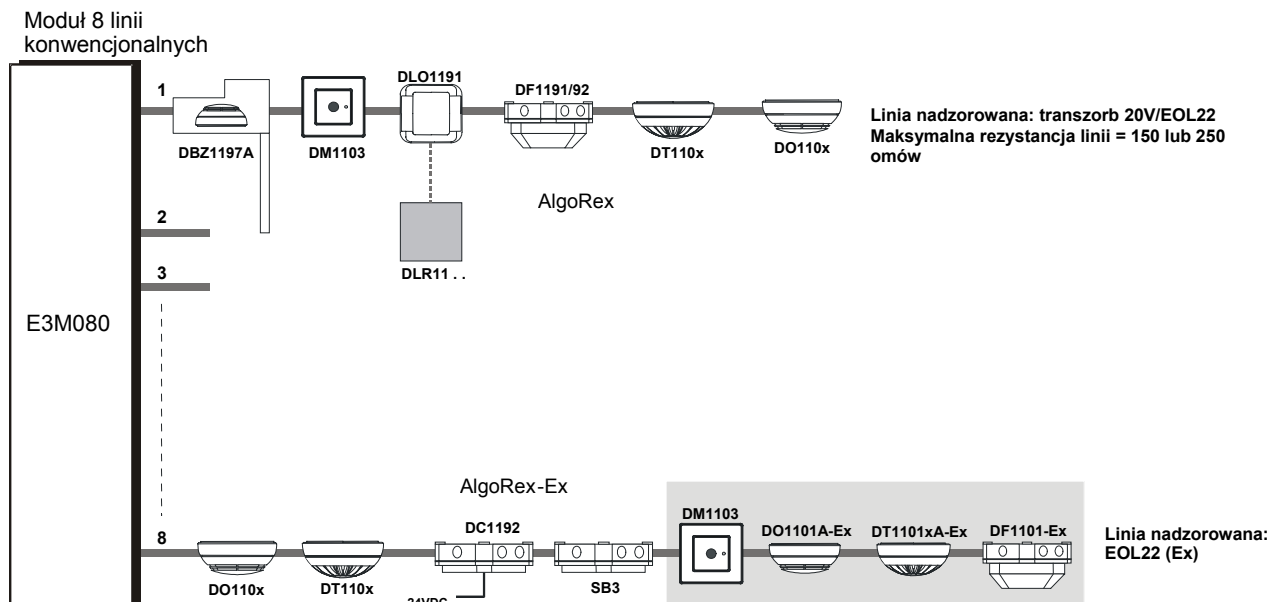 Moduł 8 linii
konwencjonalnych
E3M080
1
DBZ1197A
DM1103
DLO1191
DLR11 . .
DF1191/92
DT110x
DO110x
Linia nadzorowana: transzorb 20V/EOL22
Maksymalna rezystancja linii = 150 lub 250
omów
AlgoRex
2
3
AlgoRex-Ex
8
DO110x
DT110x
DC1192
24VDC
SB3
DM1103
DO1101A-Ex
DT1101xA-Ex
DF1101-Ex
Linia nadzorowana:
EOL22 (Ex)